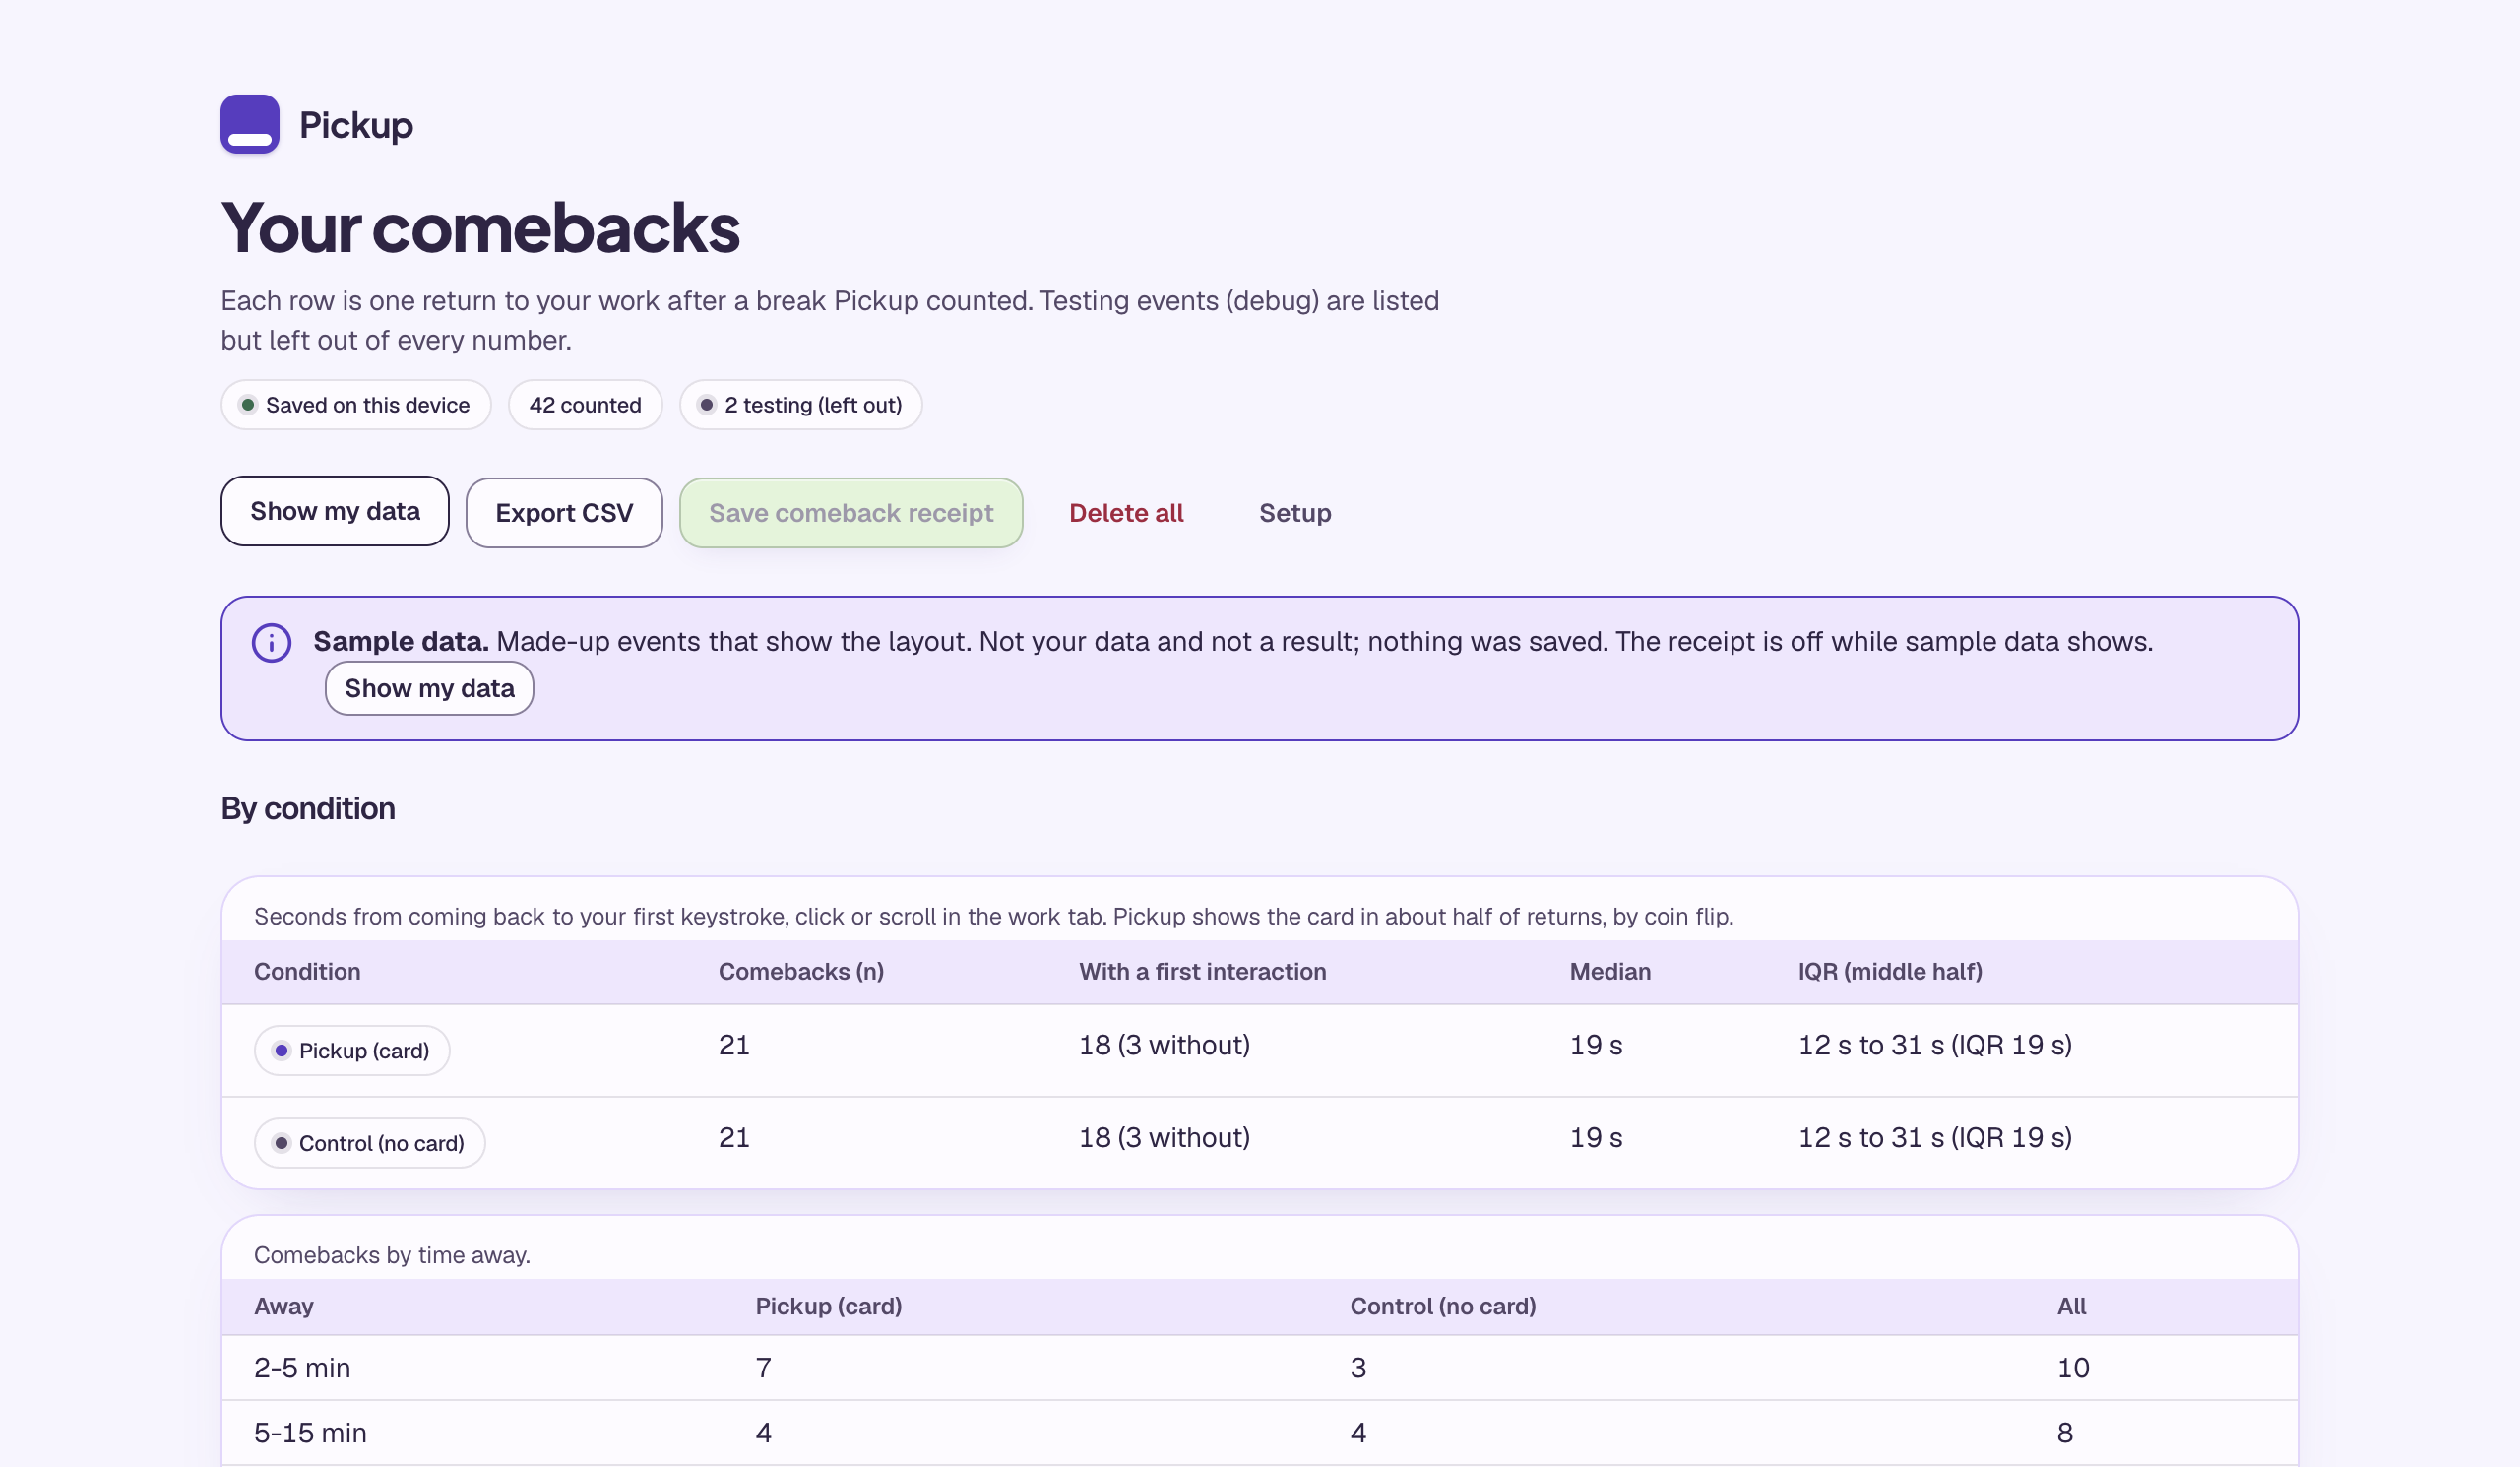 Pickup
Your comebacks
Each row is one return to your work after a break Pickup counted. Testing events (debug) are listed
but left out of every number.
Saved on this device 42 counted 2 testing (left out)
Show my data Export CSV Save comeback receipt Delete all Setup
Sample data. Made-up events that show the layout. Not your data and not a result; nothing was saved. The receipt is off while sample data shows.
Show my data
By condition
Seconds from coming back to your first keystroke, click or scroll in the work tab. Pickup shows the card in about half of returns, by coin flip.
Condition Comebacks (n) With a first interaction Median IQR (middle half)
Pickup (card) 21 18 (3 without) 19 s 12 s to 31 s (IQR 19 s)
Control (no card) 21 18 (3 without) 19 s 12 s to 31 s (IQR 19 s)
Comebacks by time away.
Away Pickup (card) Control (no card) All
2-5 min 7 3 10
5-15 min 4 4 8